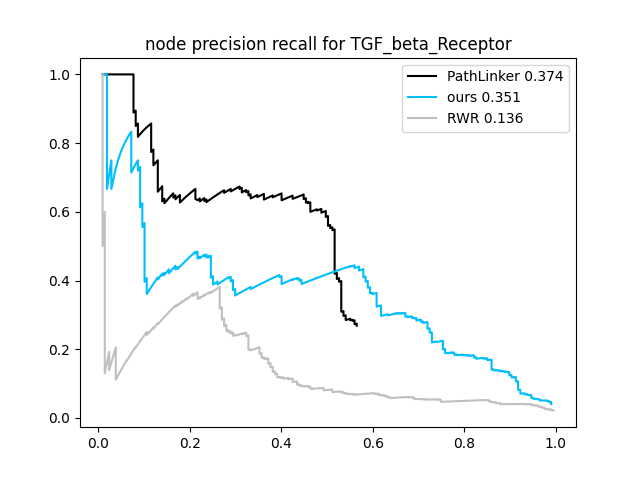 node precision recall for TGF_beta_Receptor
PathLinker 0.374
ours 0.351
RWR 0.136
1.0
0.8
0.6
0.4
0.2
0.0
0.0 0.2 0.4 0.6 0.8 1.0